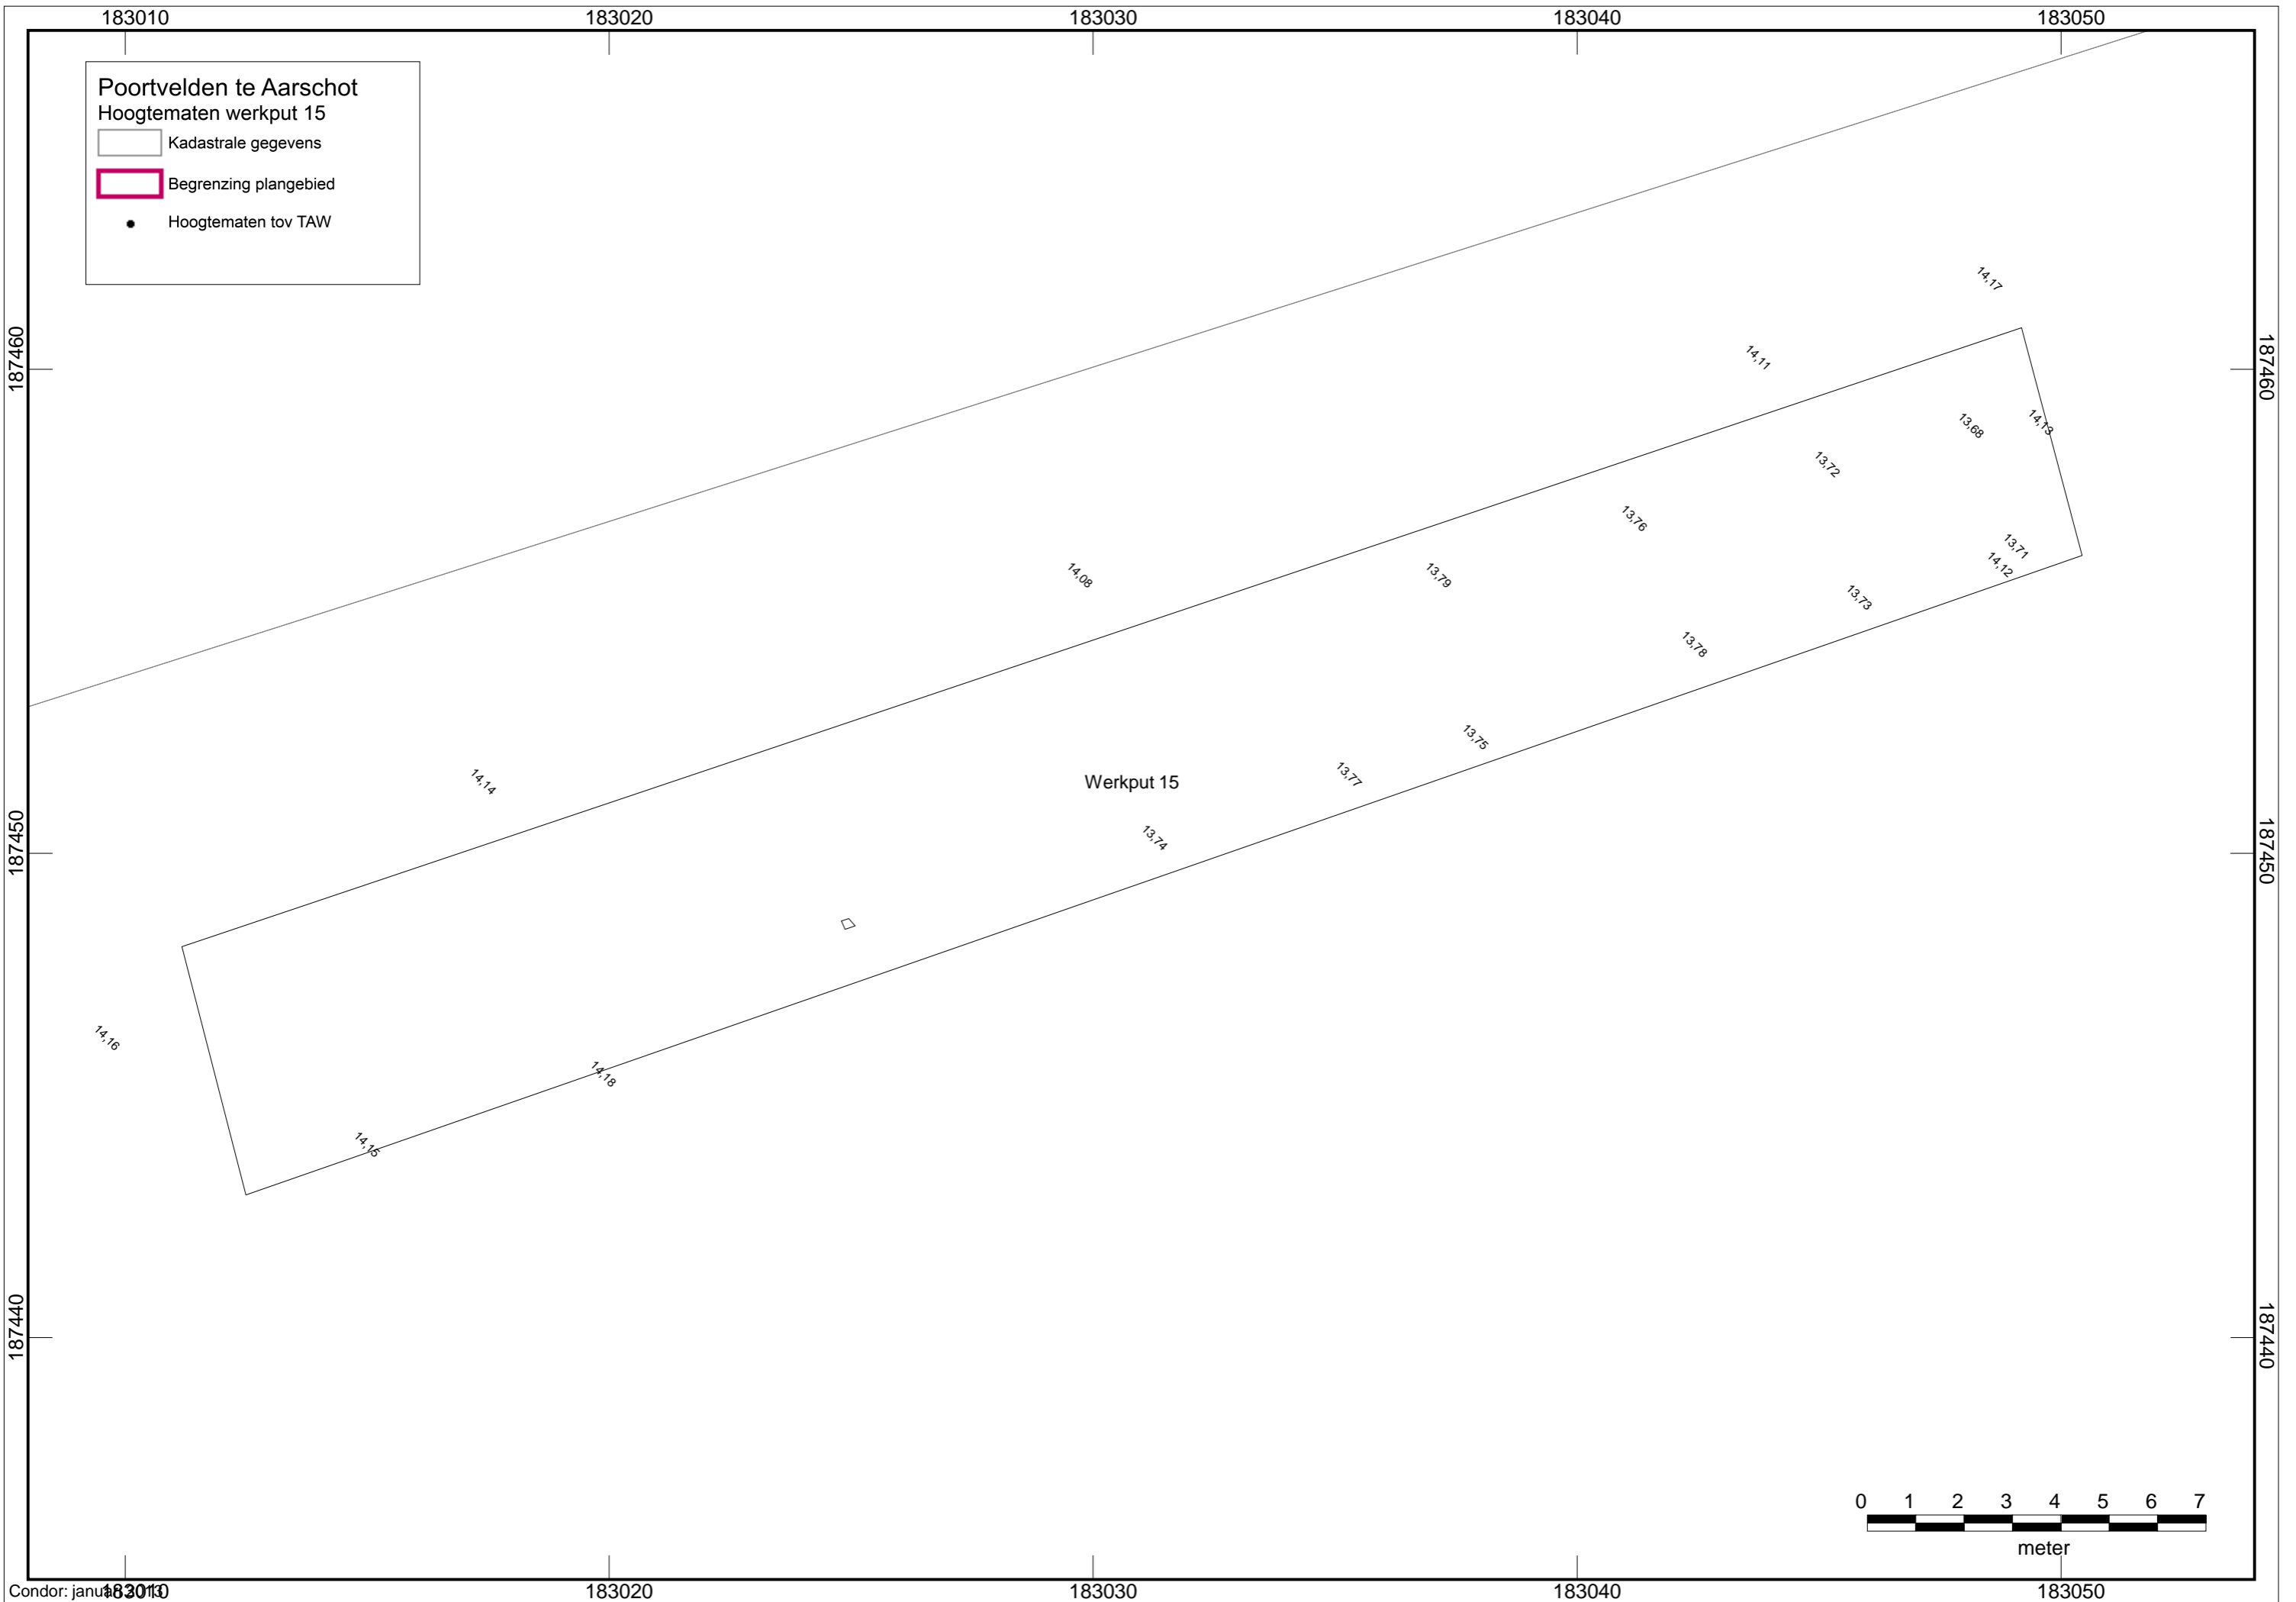 183010 183020 183030 183040 183050
Poortvelden te Aarschot
Hoogtematen werkput 15
Kadastrale gegevens
Begrenzing plangebied
Hoogtematen tov TAW
14,17
187460
187460
14,11
14,13
13,68
13,72
13,76
13,71
14,12
14,08
13,79
13,73
13,78
13,75
14,14
13,77
Werkput 15
13,74
187450
187450
14,16
14,18
14,15
187440
187440
0 1 2 3 4 5 6 7
meter
Condor: januari 2013
183010 183020 183030 183040 183050